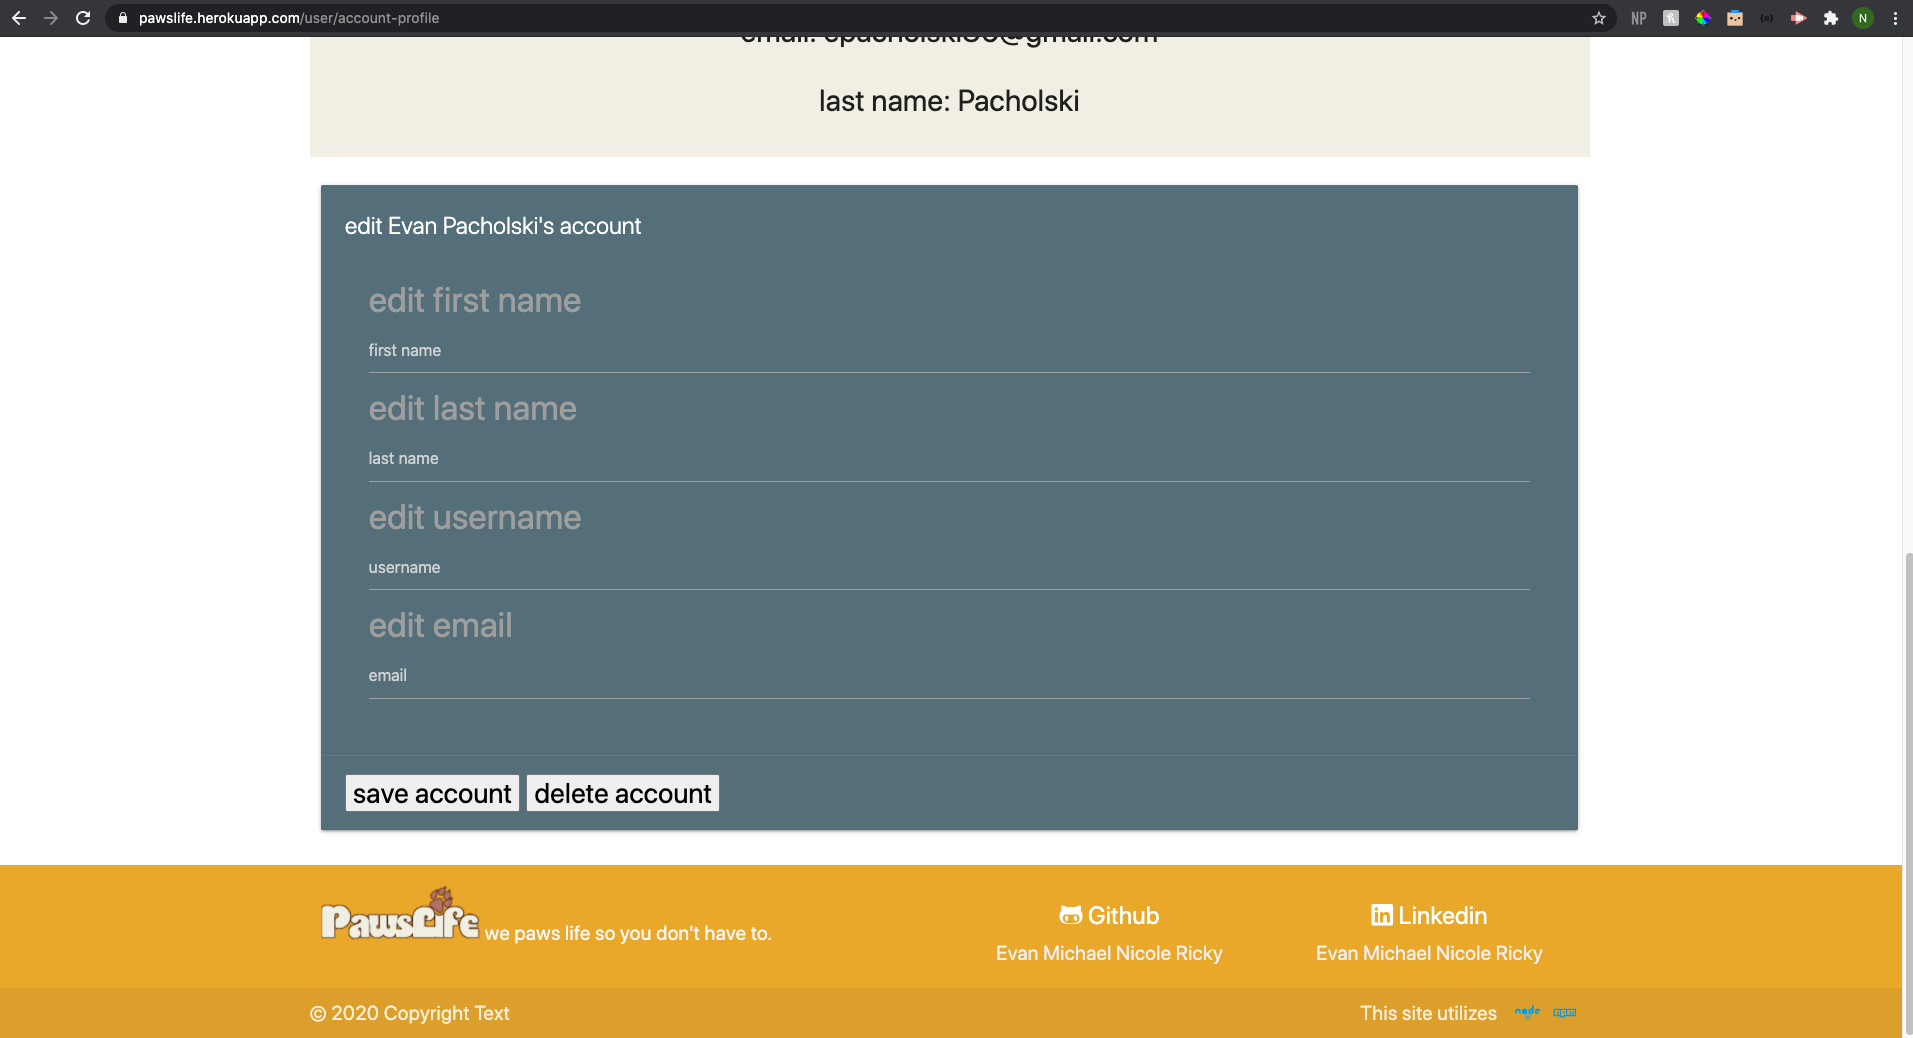 pawslife.herokuapp.com/user/account-profile
NP
N
last name: Pacholski
edit Evan Pacholski's account
edit first name
first name
edit last name
last name
edit username
username
edit email
email
save account delete account
PawsLife we paws life so you don't have to.
Github
Evan Michael Nicole Ricky
Linkedin
Evan Michael Nicole Ricky
© 2020 Copyright Text
This site utilizes node npm